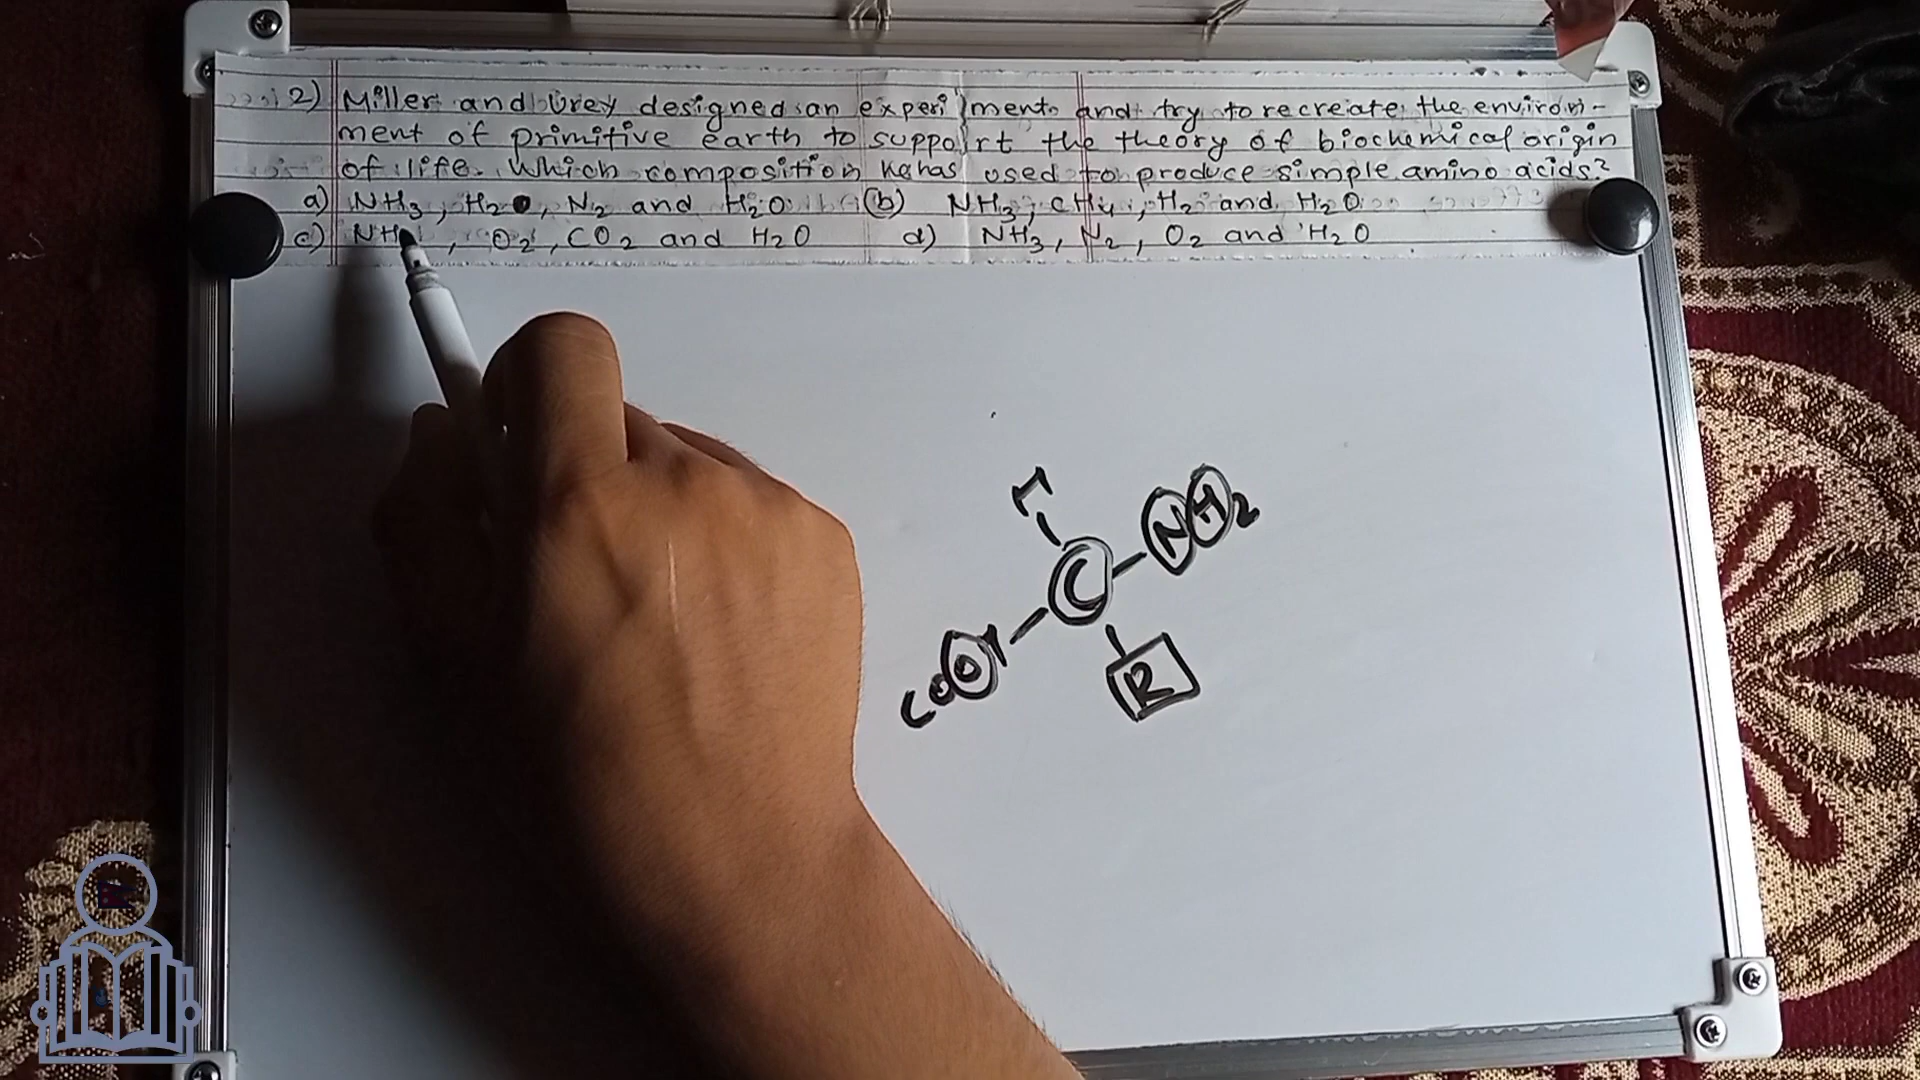 2) Miller and Urey designed an experi ment and try to recreate the environ-
ment of primitive earth to support the theory of biochemical origin
of life. Which composition he has used to produce simple amino acids?
a) NH3, H2O, N2 and H2O (b) NH3, CH4, H2 and H2O
c) NH , O2, CO2 and H2O d) NH3, N2, O2 and H2O
H
NH2
C
COOH
R